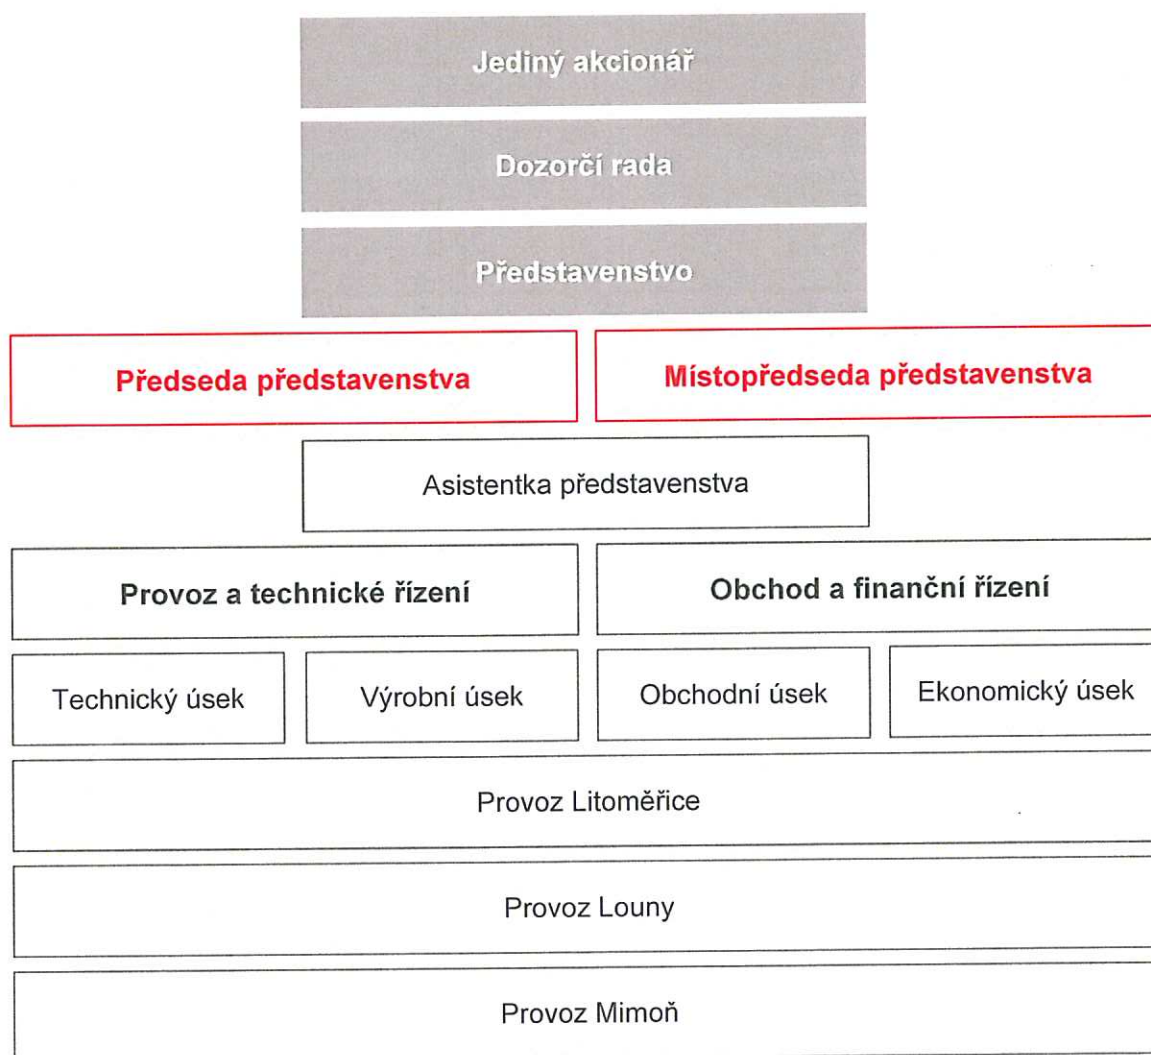 Jediný akcionář
Dozorčí rada
Představenstvo
Předseda představenstva
Místopředseda představenstva
Asistentka představenstva
Provoz a technické řízení
Obchod a finanční řízení
Technický úsek
Výrobní úsek
Obchodní úsek
Ekonomický úsek
Provoz Litoměřice
Provoz Louny
Provoz Mimoň